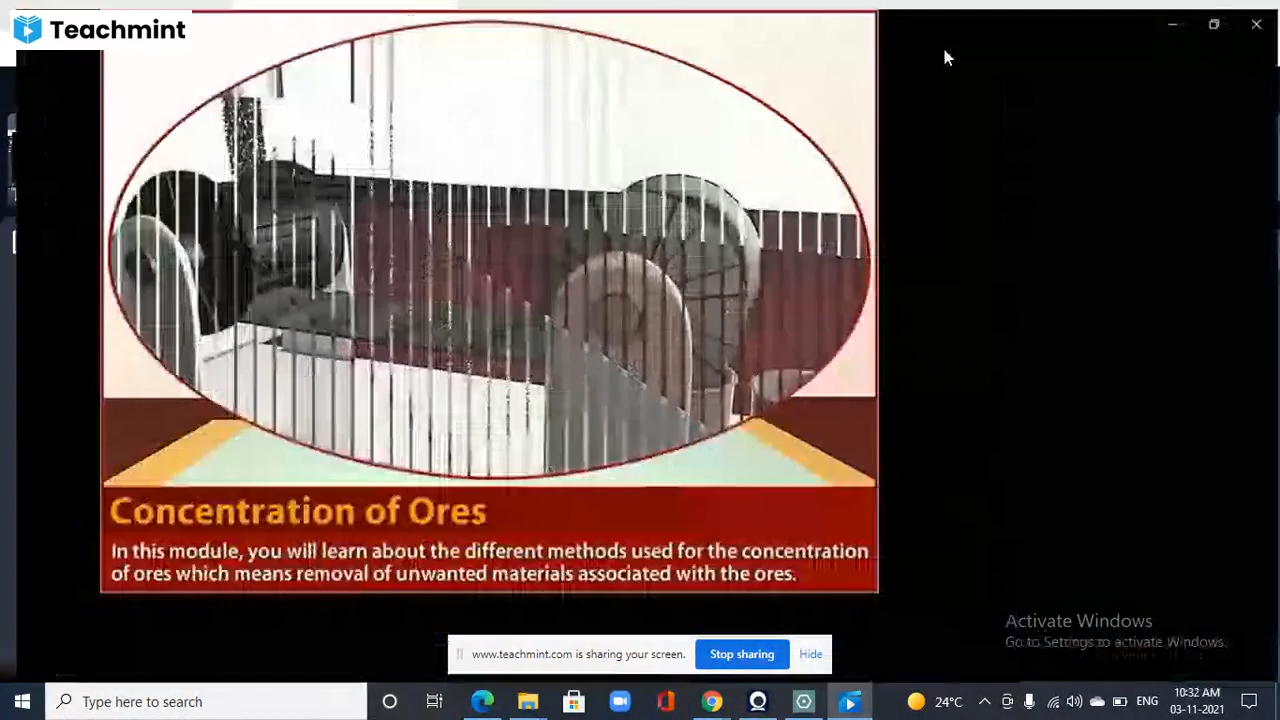 Teachmint
Concentration of Ores
In this module, you will learn about the different methods used for the concentration
of ores which means removal of unwanted materials associated with the ores.
Activate Windows
Go to Settings to activate Windows.
www.teachmint.com is sharing your screen.
Stop sharing
Hide
Type here to search
24°C
ENG
10:32 AM
03-11-2021